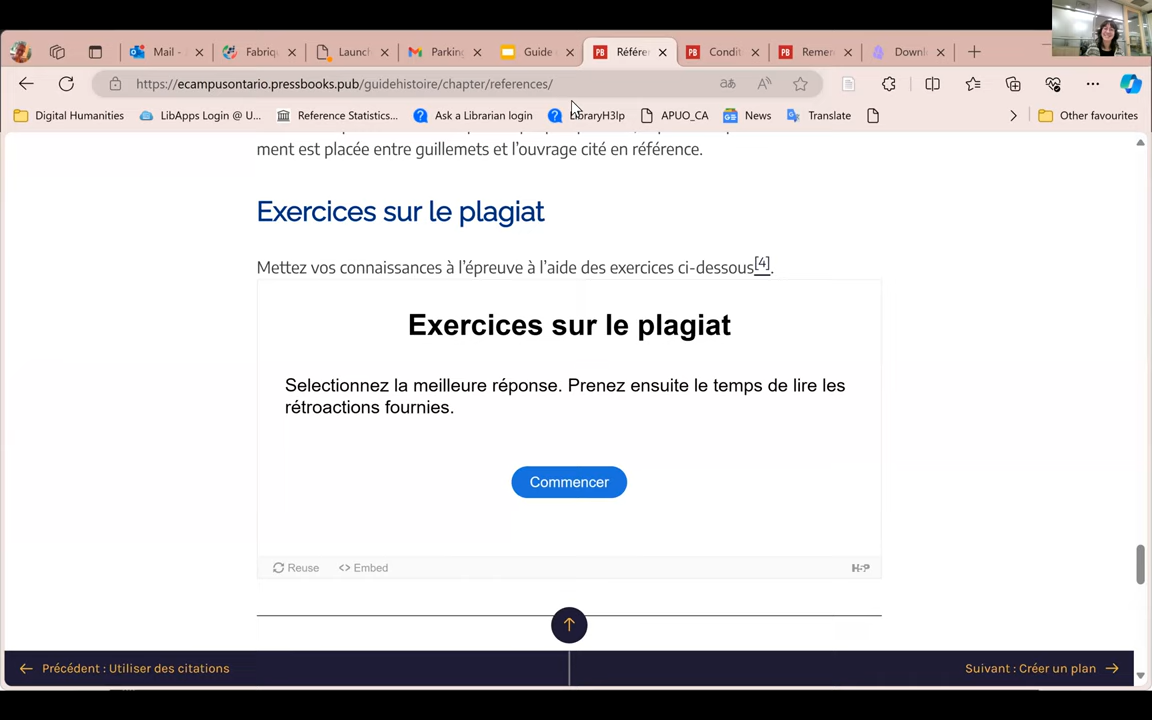 Mail -
Fabriq
Launc
Parkin
Guide
Référe
Condit
Remer
Downl
https://ecampusontario.pressbooks.pub/guidehistoire/chapter/references/
Digital Humanities
LibApps Login @ U...
Reference Statistics...
Ask a Librarian login
LibraryH3lp
APUO_CA
News
Translate
Other favourites
ment est placée entre guillemets et l'ouvrage cité en référence.
Exercices sur le plagiat
Mettez vos connaissances à l'épreuve à l'aide des exercices ci-dessous[4].
Exercices sur le plagiat
Selectionnez la meilleure réponse. Prenez ensuite le temps de lire les
rétroactions fournies.
Commencer
Reuse
<> Embed
H-P
← Précédent : Utiliser des citations
Suivant : Créer un plan →